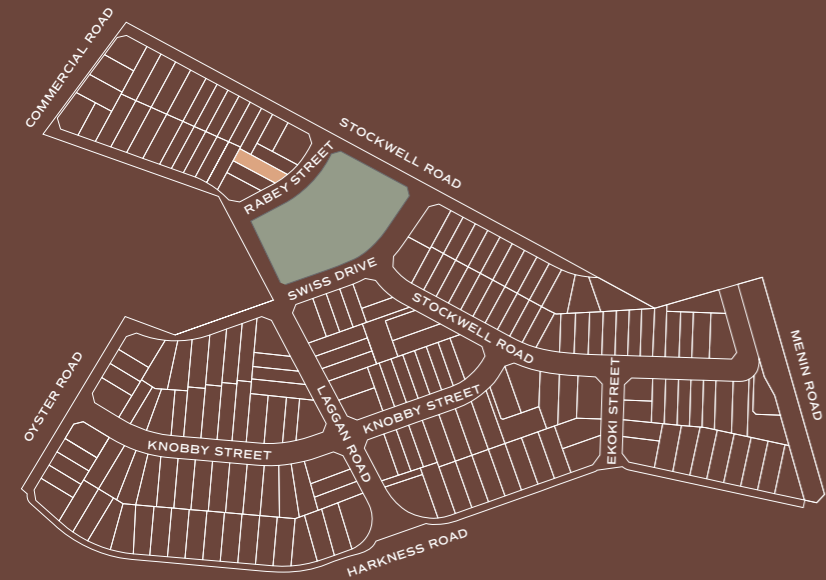 COMMERCIAL ROAD
STOCKWELL ROAD
RABEY STREET
SWISS DRIVE
STOCKWELL ROAD
MENIN ROAD
OYSTER ROAD
LAGGAN ROAD
KNOBBY STREET
EKOKI STREET
KNOBBY STREET
HARKNESS ROAD